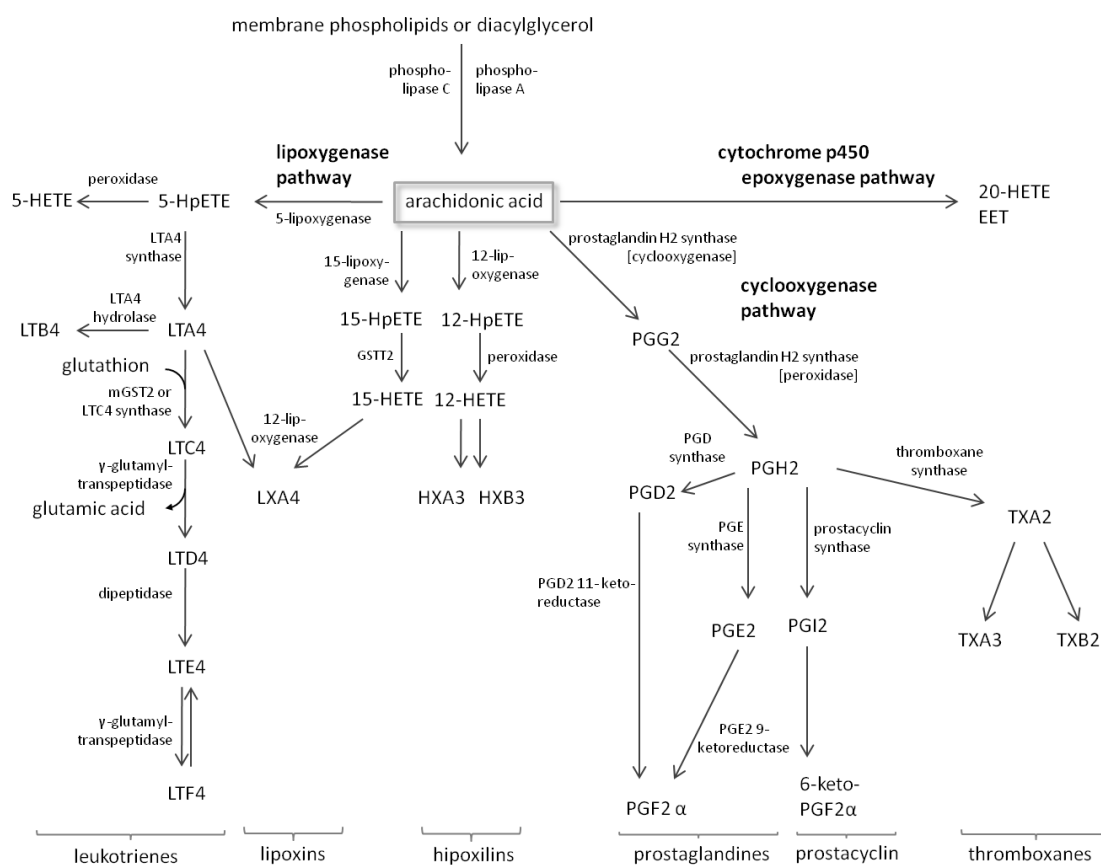 membrane phospholipids or diacylglycerol
phospho-
lipase C
phospho-
lipase A
lipoxygenase
pathway
cytochrome p450
epoxygenase pathway
5-HETE
peroxidase
5-HpETE
5-lipoxygenase
arachidonic acid
20-HETE
EET
LTA4
synthase
15-lipoxy-
genase
12-lip-
oxygenase
prostaglandin H2 synthase
[cyclooxygenase]
cyclooxygenase
pathway
LTB4
LTA4
hydrolase
LTA4
15-HpETE
12-HpETE
PGG2
glutathion
GSTT2
peroxidase
prostaglandin H2 synthase
[peroxidase]
mGST2 or
LTC4 synthase
15-HETE
12-HETE
12-lip-
oxygenase
LTC4
PGD
synthase
PGH2
thromboxane
synthase
γ-glutamyl-
transpeptidase
glutamic acid
LXA4
HXA3
HXB3
PGD2
TXA2
PGE
synthase
prostacyclin
synthase
LTD4
dipeptidase
PGD2 11-keto-
reductase
PGE2
PGI2
TXA3
TXB2
LTE4
γ-glutamyl-
transpeptidase
PGE2 9-
ketoreductase
LTF4
PGF2 α
6-keto-
PGF2α
leukotrienes
lipoxins
hipoxilins
prostaglandines
prostacyclin
thromboxanes